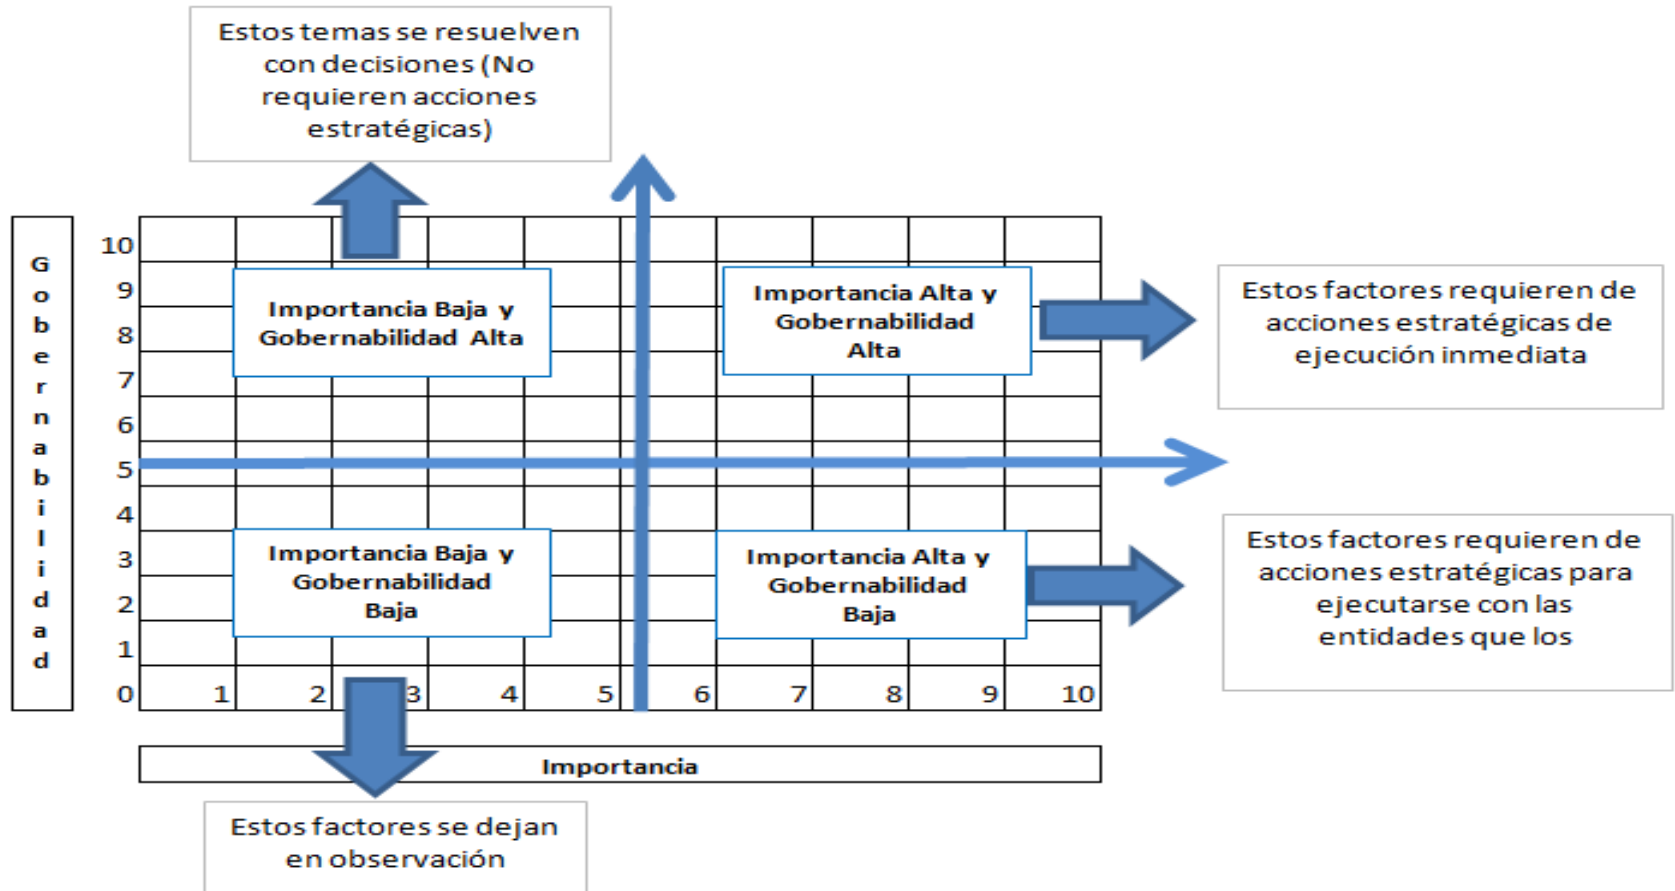 Estos temas se resuelven
con decisiones (No
requieren acciones
estratégicas)
Gobernabilidad
10
9
8
7
6
5
4
3
2
1
0
Importancia Baja y
Gobernabilidad Alta
Importancia Alta y
Gobernabilidad
Alta
Estos factores requieren de
acciones estratégicas de
ejecución inmediata
Importancia Baja y
Gobernabilidad
Baja
Importancia Alta y
Gobernabilidad
Baja
Estos factores requieren de
acciones estratégicas para
ejecutarse con las
entidades que los
1 2 3 4 5 6 7 8 9 10
Importancia
Estos factores se dejan
en observación